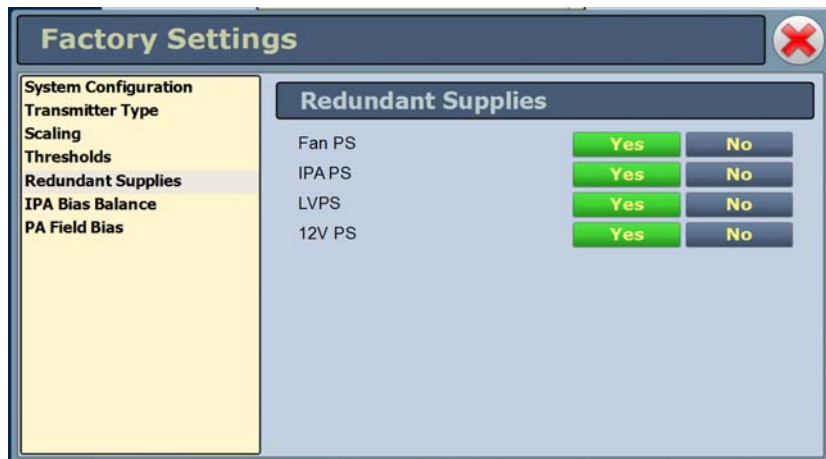 Factory Settings
System Configuration
Transmitter Type
Scaling
Thresholds
Redundant Supplies
IPA Bias Balance
PA Field Bias
Redundant Supplies
Fan PS Yes No
IPA PS Yes No
LVPS Yes No
12V PS Yes No